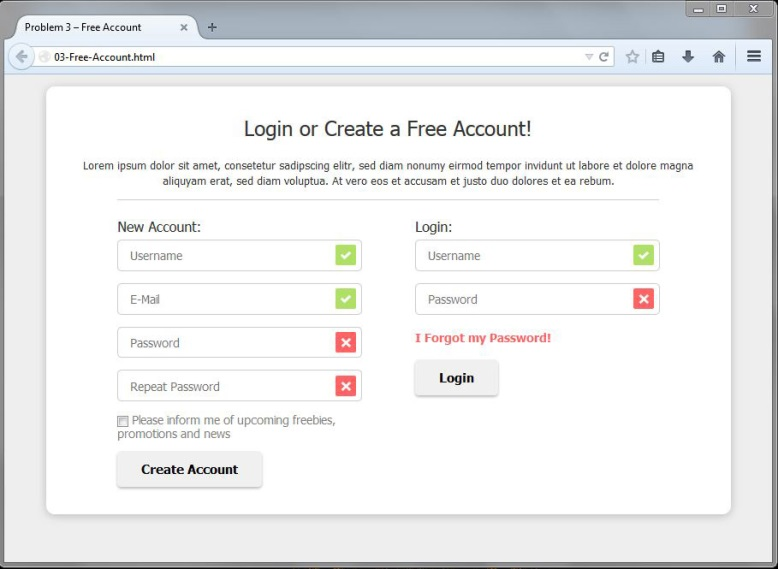 Problem 3 – Free Account
03-Free-Account.html
Login or Create a Free Account!
Lorem ipsum dolor sit amet, consetetur sadipscing elitr, sed diam nonumy eirmod tempor invidunt ut labore et dolore magna
aliquyam erat, sed diam voluptua. At vero eos et accusam et justo duo dolores et ea rebum.
New Account:
Username
E-Mail
Password
Repeat Password
Please inform me of upcoming freebies,
promotions and news
Create Account
Login:
Username
Password
I Forgot my Password!
Login